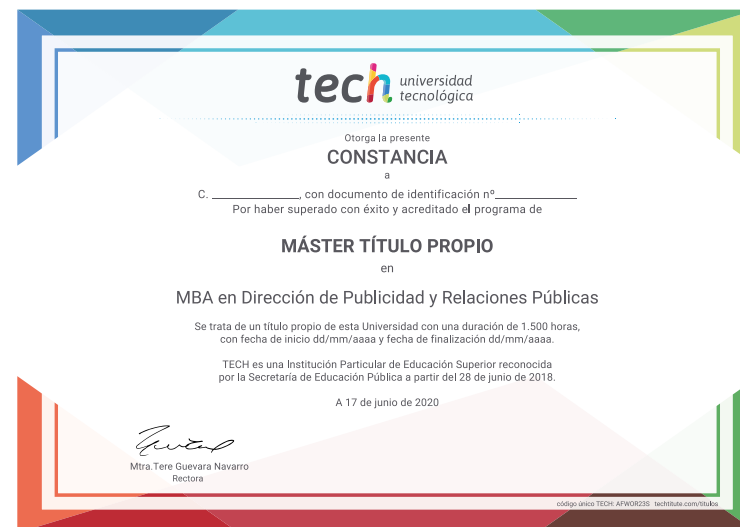 tech universidad
tecnológica
Otorga la presente
CONSTANCIA
a
C. ______________, con documento de identificación nº_____________
Por haber superado con éxito y acreditado el programa de
MÁSTER TÍTULO PROPIO
en
MBA en Dirección de Publicidad y Relaciones Públicas
Se trata de un título propio de esta Universidad con una duración de 1.500 horas,
con fecha de inicio dd/mm/aaaa y fecha de finalización dd/mm/aaaa.
TECH es una Institución Particular de Educación Superior reconocida
por la Secretaría de Educación Pública a partir del 28 de junio de 2018.
A 17 de junio de 2020
Mtra.Tere Guevara Navarro
Rectora
código único TECH: AFWOR23S techtitute.com/titulos